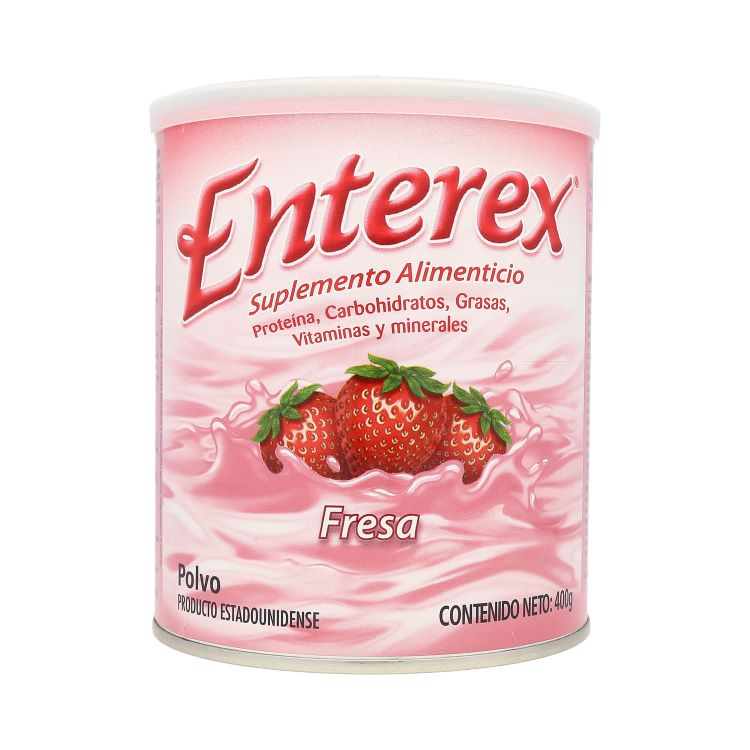 Enterex®
Suplemento Alimenticio
Proteína, Carbohidratos, Grasas,
Vitaminas y minerales
Fresa
Polvo
PRODUCTO ESTADOUNIDENSE
CONTENIDO NETO: 400g